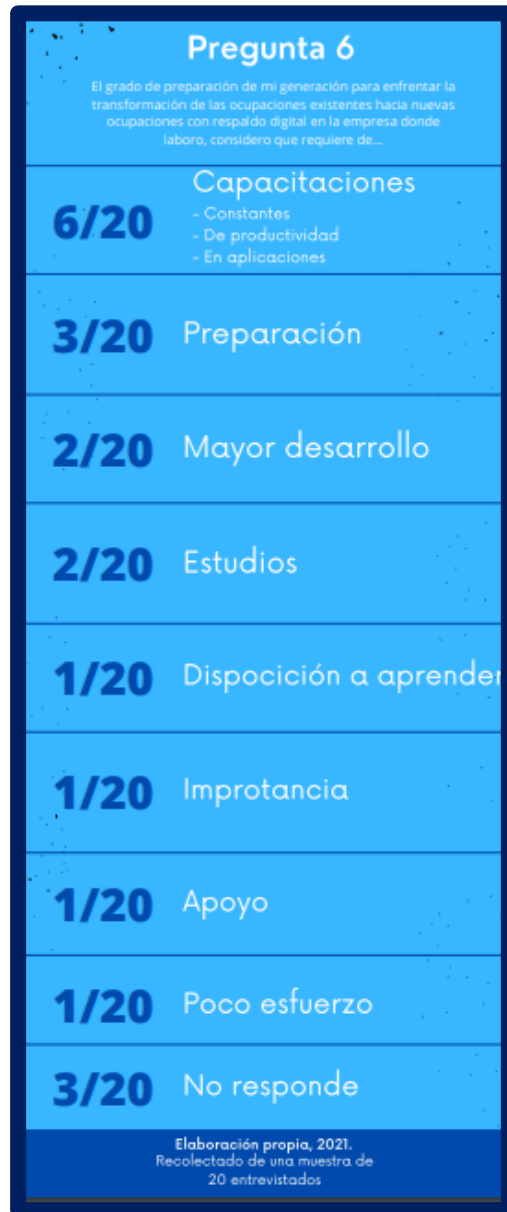 Pregunta 6
El grado de preparación de mi generación para enfrentar la
transformación de las ocupaciones existentes hacia nuevas
ocupaciones con respaldo digital en la empresa donde
laboro, considero que requiere de...
6/20
Capacitaciones
- Constantes
- De productividad
- En aplicaciones
3/20 Preparación
2/20 Mayor desarrollo
2/20 Estudios
1/20 Dispocición a aprender
1/20 Improtancia
1/20 Apoyo
1/20 Poco esfuerzo
3/20 No responde
Elaboración propia, 2021.
Recolectado de una muestra de
20 entrevistados